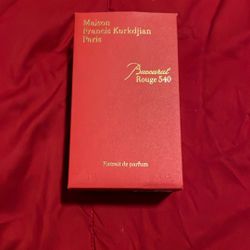 Maison
Francis Kurkdjian
Paris
Baccarat
Rouge 540
Extrait de parfum